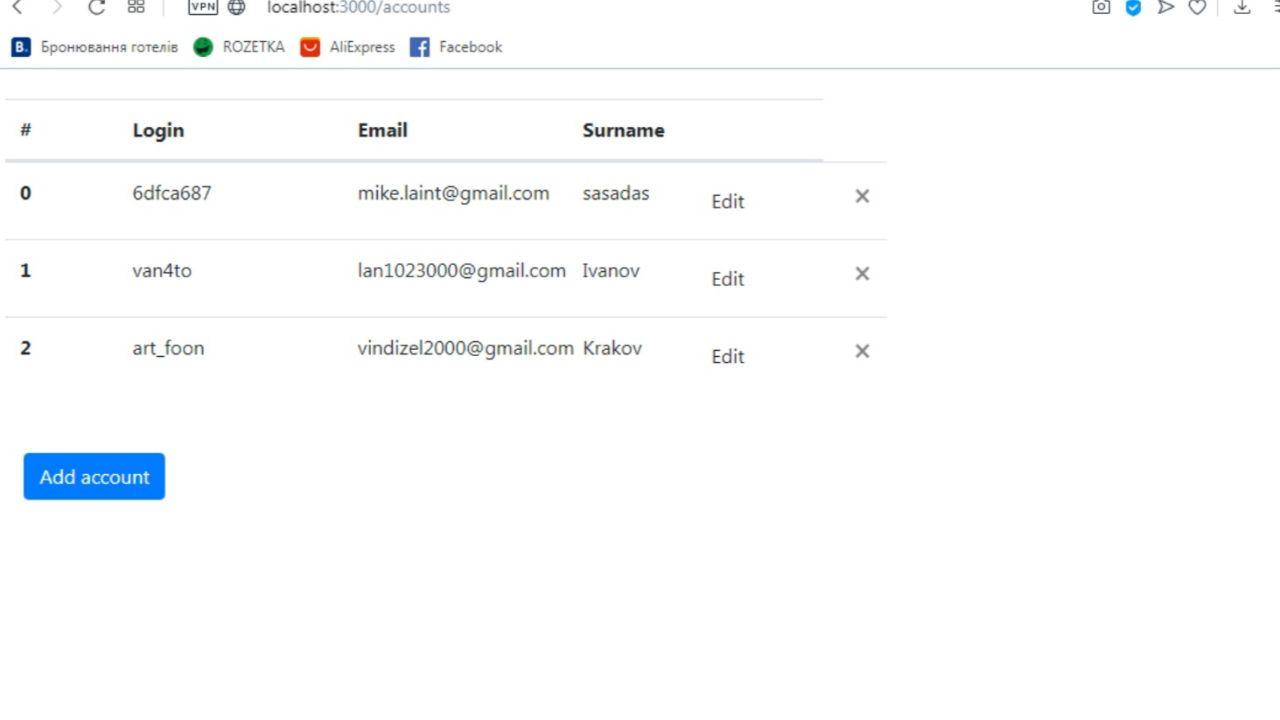 VPN localhost:3000/accounts
B. Бронювання готелів ROZETKA AliExpress Facebook
# Login Email Surname
0 6dfca687 mike.laint@gmail.com sasadas Edit ×
1 van4to lan1023000@gmail.com Ivanov Edit ×
2 art_foon vindizel2000@gmail.com Krakov Edit ×
Add account